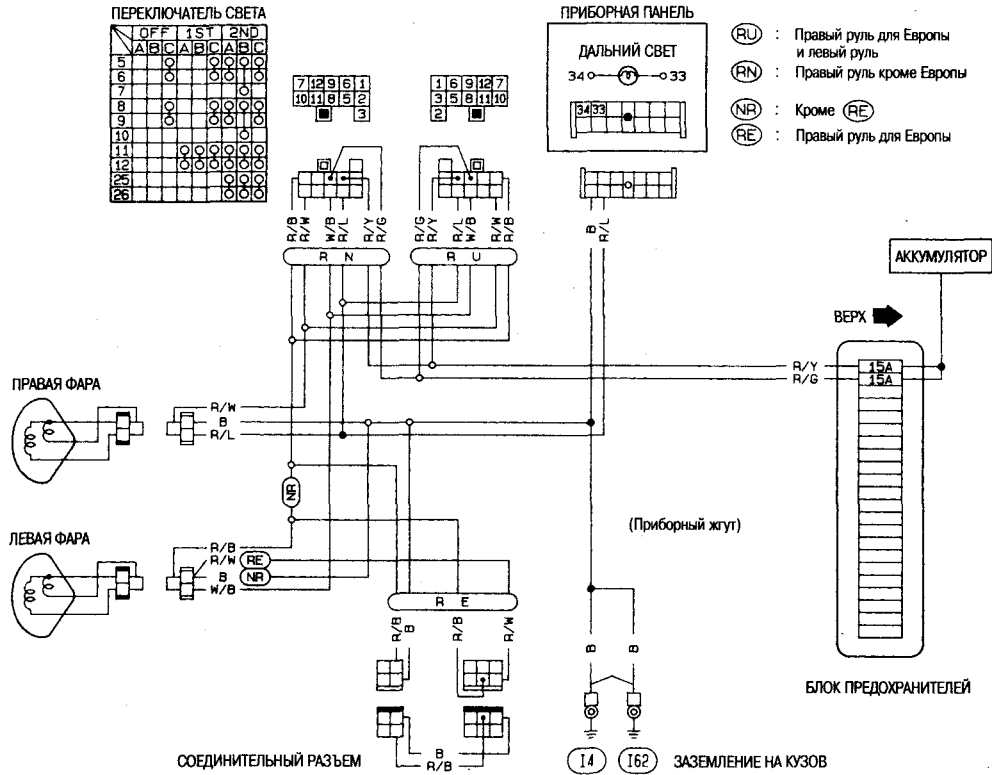 ПЕРЕКЛЮЧАТЕЛЬ СВЕТА
OFF 1ST 2ND
A B C A B C A B C
5
6
7
8
9
10
11
12
25
26
7 12 9 6 1
10 11 8 5 2
3
1 6 9 12 7
3 5 8 11 10
2
ПРИБОРНАЯ ПАНЕЛЬ
ДАЛЬНИЙ СВЕТ
34 33
34 33
RU : Правый руль для Европы
и левый руль
RN : Правый руль кроме Европы
NR : Кроме RE
RE : Правый руль для Европы
R/B R/W W/B R/L R/Y R/G
R/G R/Y R/L W/B R/W R/B
B R/L
R N
R U
АККУМУЛЯТОР
ВЕРХ
R/Y 15A
R/G 15A
ПРАВАЯ ФАРА
R/W
B
R/L
NR
(Приборный жгут)
ЛЕВАЯ ФАРА
R/B
R/W RE
B NR
W/B
R E
R/B B R/B R/W
B B
БЛОК ПРЕДОХРАНИТЕЛЕЙ
B
R/B
СОЕДИНИТЕЛЬНЫЙ РАЗЪЕМ
I4 I62 ЗАЗЕМЛЕНИЕ НА КУЗОВ